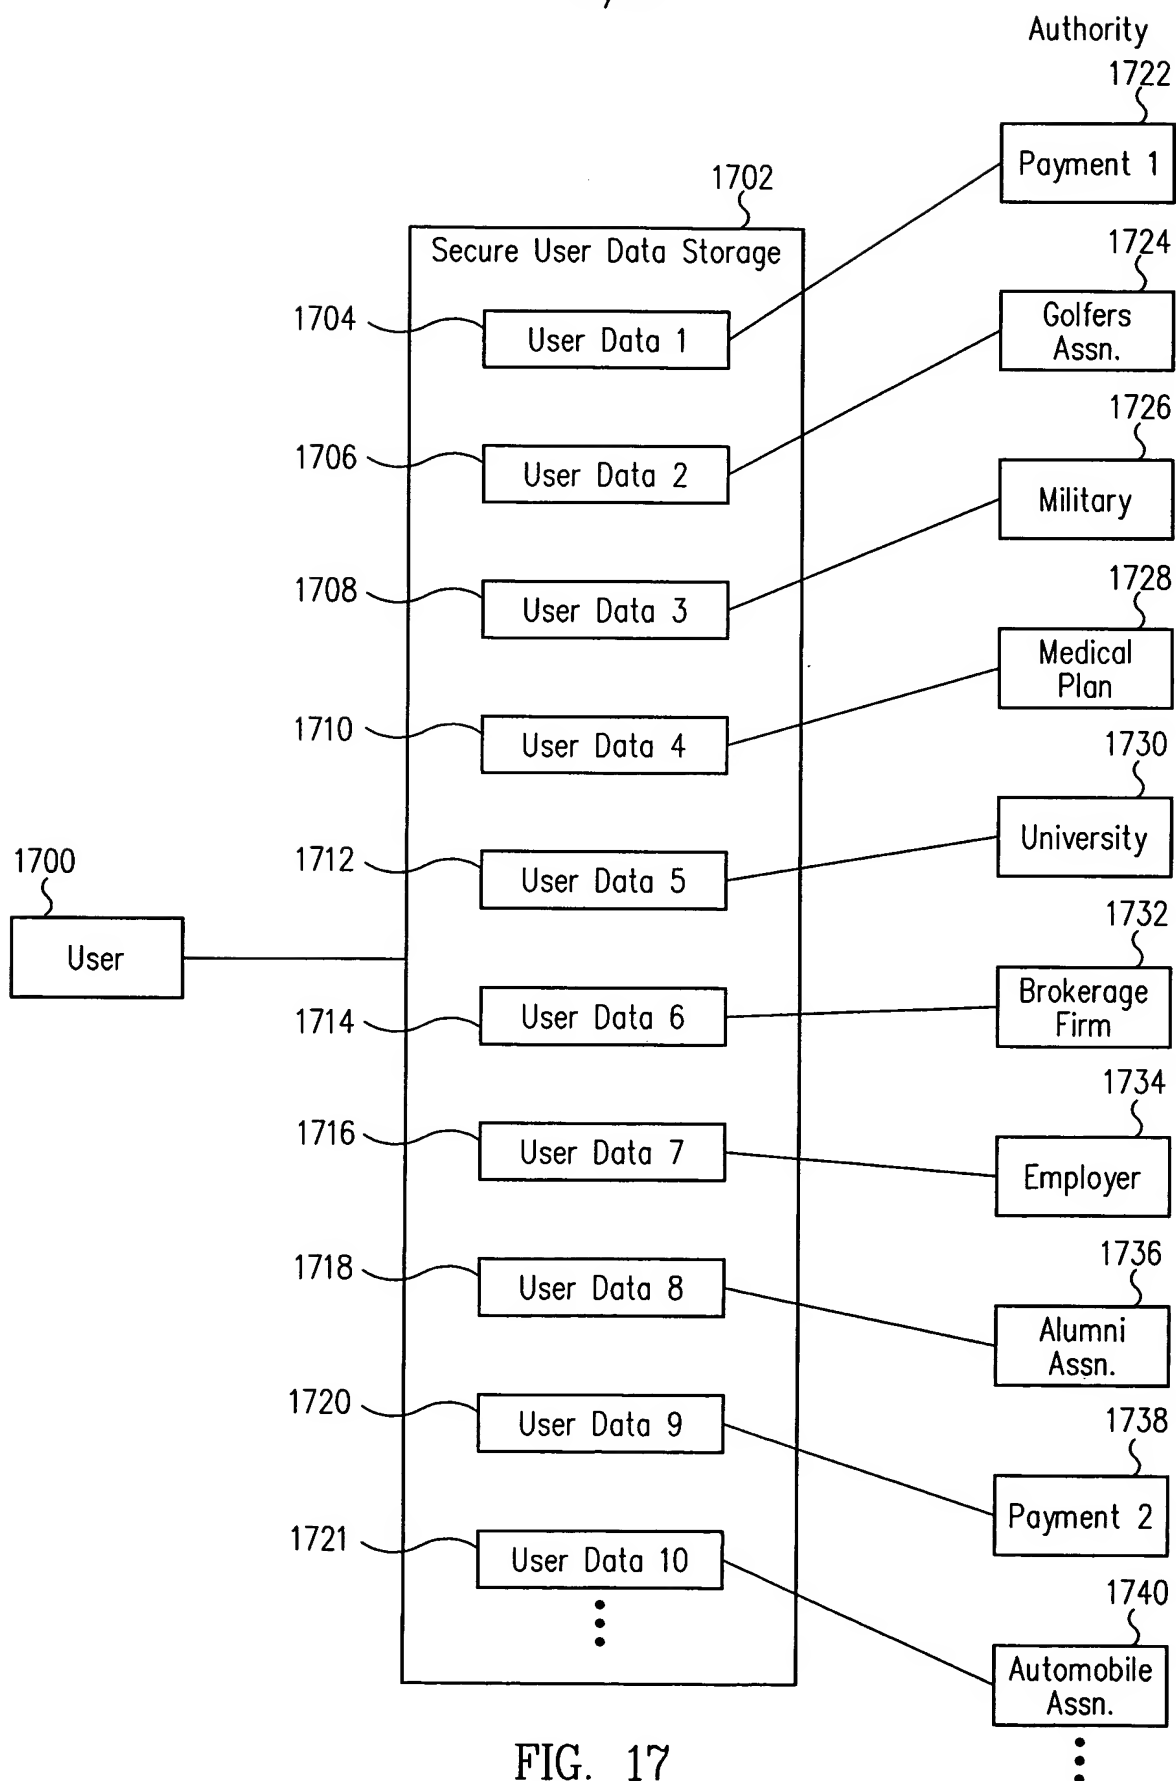 Authority
1722
Payment 1
1702
Secure User Data Storage
1724
Golfers
Assn.
1704
User Data 1
1726
Military
1706
User Data 2
1728
Medical
Plan
1708
User Data 3
1730
University
1710
User Data 4
1700
User
1712
User Data 5
1732
Brokerage
Firm
1714
User Data 6
1734
Employer
1716
User Data 7
1736
Alumni
Assn.
1718
User Data 8
1738
Payment 2
1720
User Data 9
1740
Automobile
Assn.
1721
User Data 10
FIG. 17